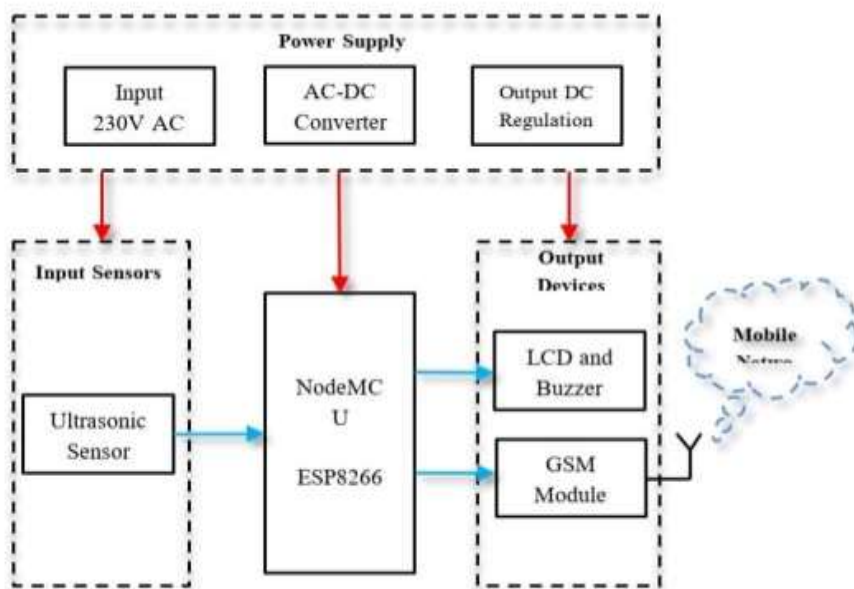 Power Supply
Input
230V AC
AC-DC
Converter
Output DC
Regulation
Input Sensors
Ultrasonic
Sensor
NodeMC
U
ESP8266
Output
Devices
LCD and
Buzzer
GSM
Module
Mobile